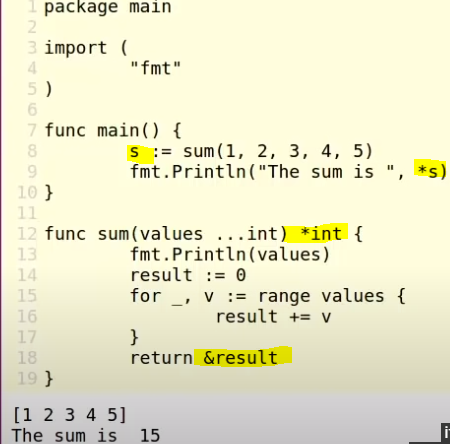 1 package main
2
3 import (
4         "fmt"
5 )
6
7 func main() {
8         s := sum(1, 2, 3, 4, 5)
9         fmt.Println("The sum is ", *s)
10 }
11
12 func sum(values ...int) *int {
13         fmt.Println(values)
14         result := 0
15         for _, v := range values {
16                 result += v
17         }
18         return &result
19 }
[1 2 3 4 5]
The sum is  15